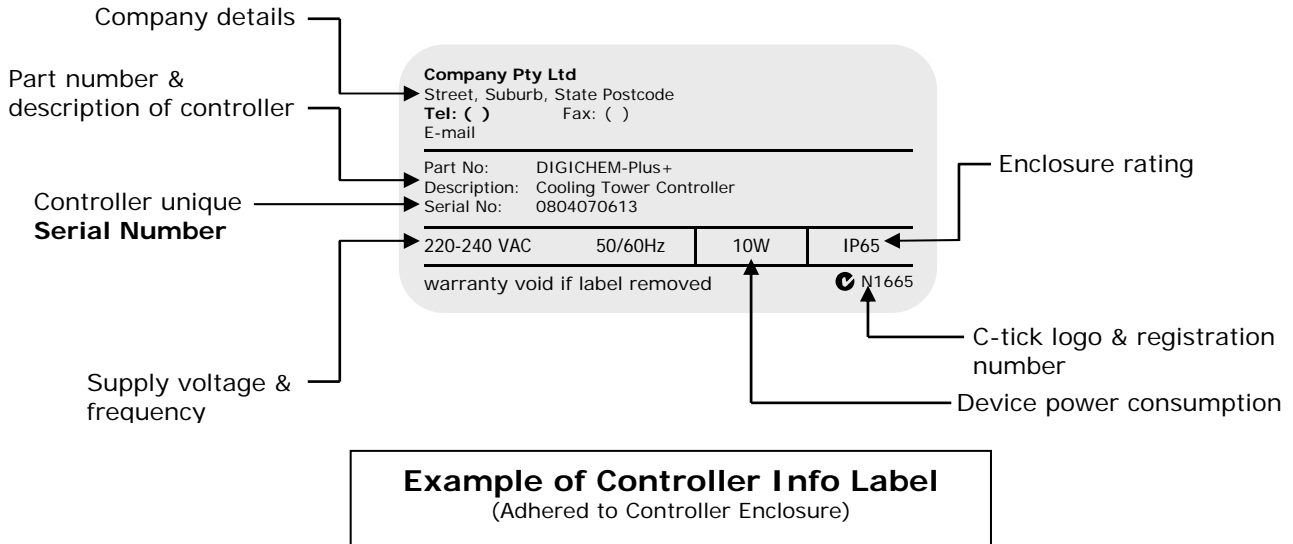 Company details
Part number &
description of controller
Controller unique
Serial Number
Supply voltage &
frequency
Company Pty Ltd
Street, Suburb, State Postcode
Tel: ( ) Fax: ( )
E-mail
Part No: DIGICHEM-Plus+
Description: Cooling Tower Controller
Serial No: 0804070613
220-240 VAC 50/60Hz 10W IP65
warranty void if label removed N1665
Enclosure rating
C-tick logo & registration
number
Device power consumption
Example of Controller Info Label
(Adhered to Controller Enclosure)